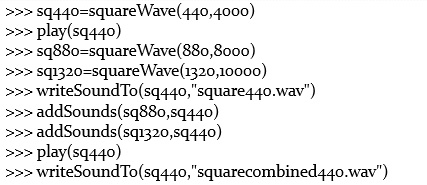 >>> sq440=squareWave(440,4000)
>>> play(sq440)
>>> sq880=squareWave(880,8000)
>>> sq1320=squareWave(1320,10000)
>>> writeSoundTo(sq440,"square440.wav")
>>> addSounds(sq880,sq440)
>>> addSounds(sq1320,sq440)
>>> play(sq440)
>>> writeSoundTo(sq440,"squarecombined440.wav")